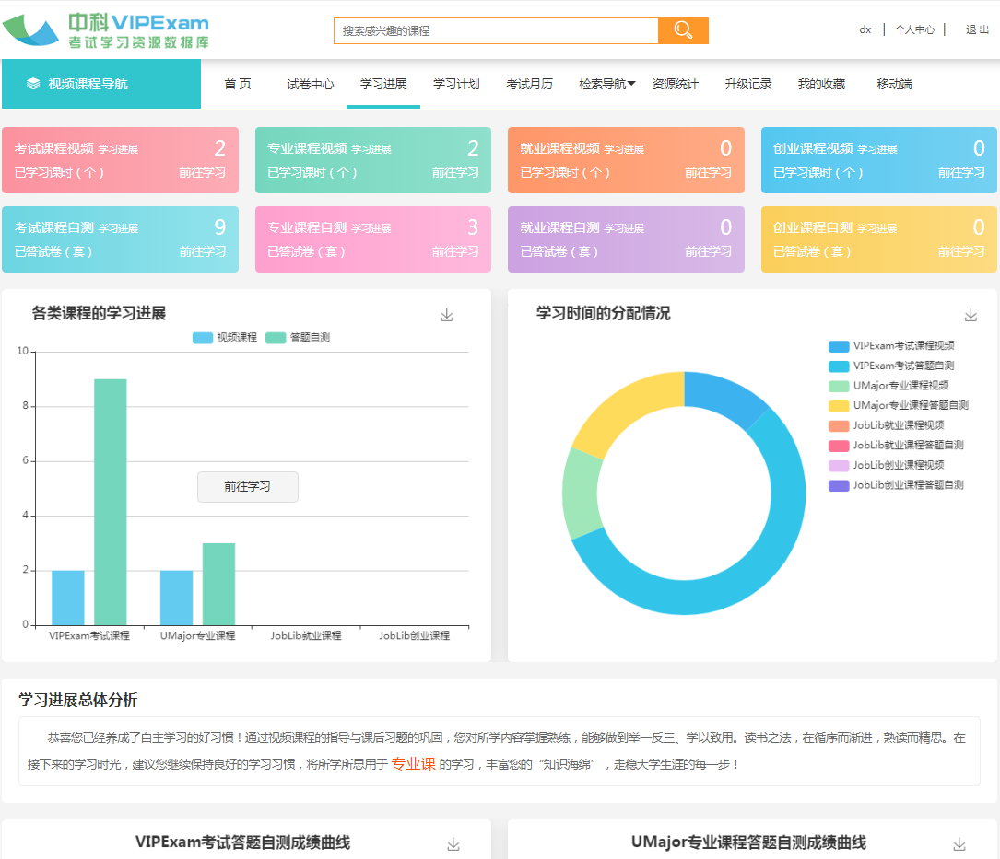 中科VIPExam
考试学习资源数据库
搜索感兴趣的课程
dx | 个人中心 | 退 出
视频课程导航
首 页 试卷中心 学习进展 学习计划 考试月历 检索导航 资源统计 升级记录 我的收藏 移动端
考试课程视频 学习进展 2
已学习课时（个） 前往学习
专业课程视频 学习进展 2
已学习课时（个） 前往学习
就业课程视频 学习进展 0
已学习课时（个） 前往学习
创业课程视频 学习进展 0
已学习课时（个） 前往学习
考试课程自测 学习进展 9
已答试卷（套） 前往学习
专业课程自测 学习进展 3
已答试卷（套） 前往学习
就业课程自测 学习进展 0
已答试卷（套） 前往学习
创业课程自测 学习进展 0
已答试卷（套） 前往学习
各类课程的学习进展
视频课程 答题自测
10
8
6
4
2
0
前往学习
VIPExam考试课程 UMajor专业课程 JobLib就业课程 JobLib创业课程
学习时间的分配情况
VIPExam考试课程视频
VIPExam考试答题自测
UMajor专业课程视频
UMajor专业课程答题自测
JobLib就业课程视频
JobLib就业课程答题自测
JobLib创业课程视频
JobLib创业课程答题自测
学习进展总体分析
恭喜您已经养成了自主学习的好习惯！通过视频课程的指导与课后习题的巩固，您对所学内容掌握熟练，能够做到举一反三、学以致用。读书之法，在循序而渐进，熟读而精思。在
接下来的学习时光，建议您继续保持良好的学习习惯，将所学所思用于 专业课 的学习，丰富您的“知识海绵”，走稳大学生涯的每一步！
VIPExam考试答题自测成绩曲线
UMajor专业课程答题自测成绩曲线